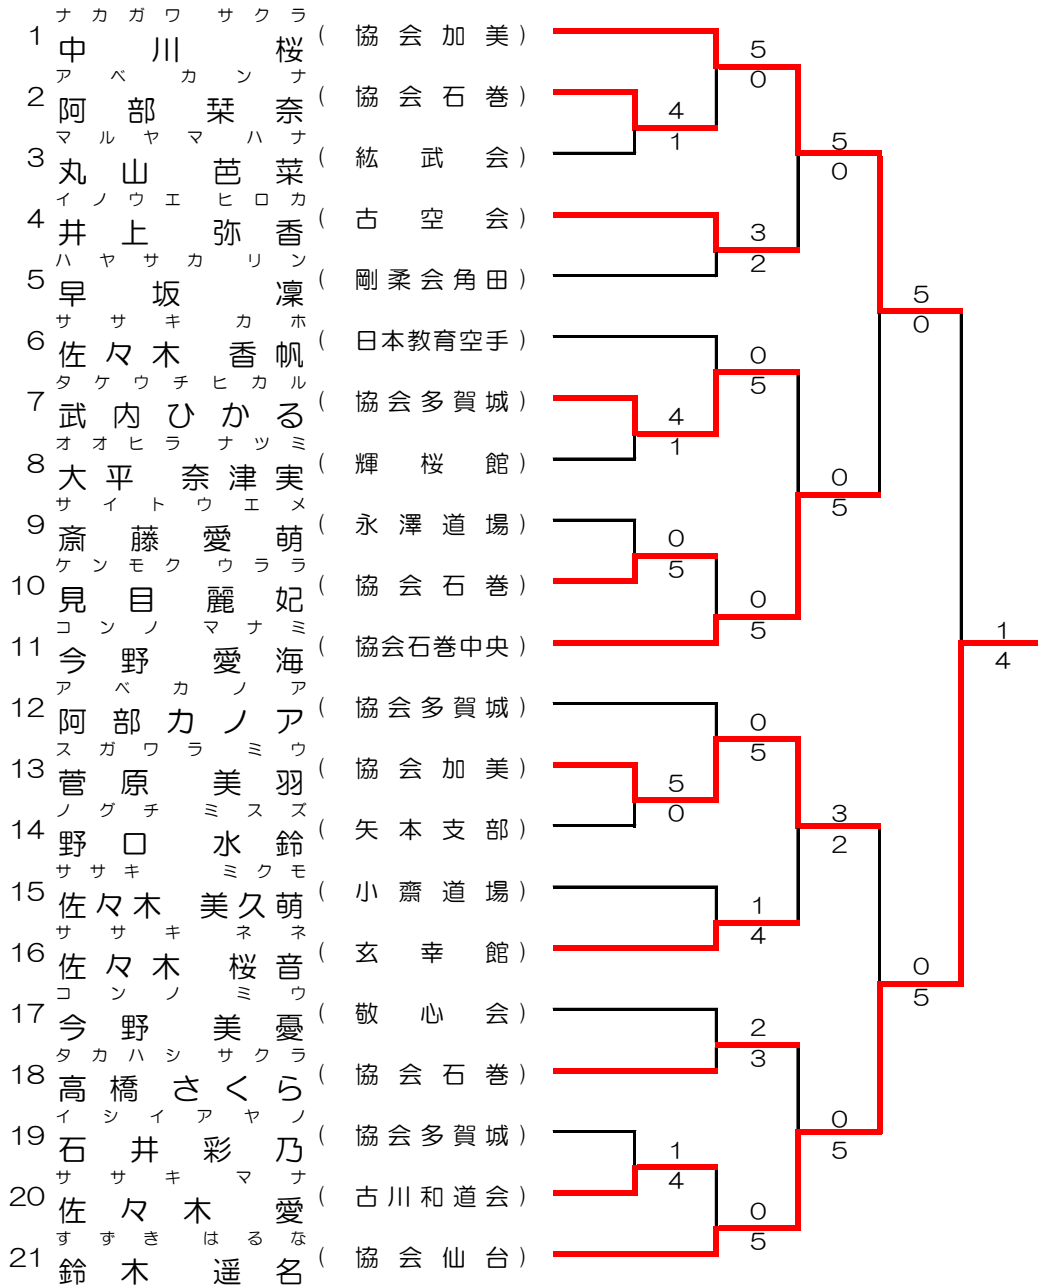 ナカガワ サクラ
1 中川 桜 (協会加美)
アベ カンナ
2 阿部 栞奈 (協会石巻)
マルヤマ ハナ
3 丸山 芭菜 (紘武会)
イノウエ ヒロカ
4 井上 弥香 (古空会)
ハヤサカ リン
5 早坂 凜 (剛柔会角田)
ササキ カホ
6 佐々木 香帆 (日本教育空手)
タケウチヒカル
7 武内ひかる (協会多賀城)
オオヒラ ナツミ
8 大平 奈津実 (輝桜館)
サイトウエメ
9 斎藤愛萌 (永澤道場)
ケンモク ウララ
10 見目麗妃 (協会石巻)
コンノ マナミ
11 今野 愛海 (協会石巻中央)
アベカノア
12 阿部カノア (協会多賀城)
スガワラ ミウ
13 菅原 美羽 (協会加美)
ノグチ ミスズ
14 野口 水鈴 (矢本支部)
ササキ ミクモ
15 佐々木 美久萌 (小齋道場)
ササキ ネネ
16 佐々木 桜音 (玄幸館)
コンノ ミウ
17 今野 美憂 (敬心会)
タカハシ サクラ
18 高橋さくら (協会石巻)
イシイアヤノ
19 石井彩乃 (協会多賀城)
ササキ マナ
20 佐々木 愛 (古川和道会)
すずき はるな
21 鈴木 遥名 (協会仙台)
4
1
4
1
0
5
5
0
1
4
5
0
3
2
0
5
0
5
0
5
1
4
2
3
0
5
5
0
0
5
3
2
0
5
5
0
0
5
1
4